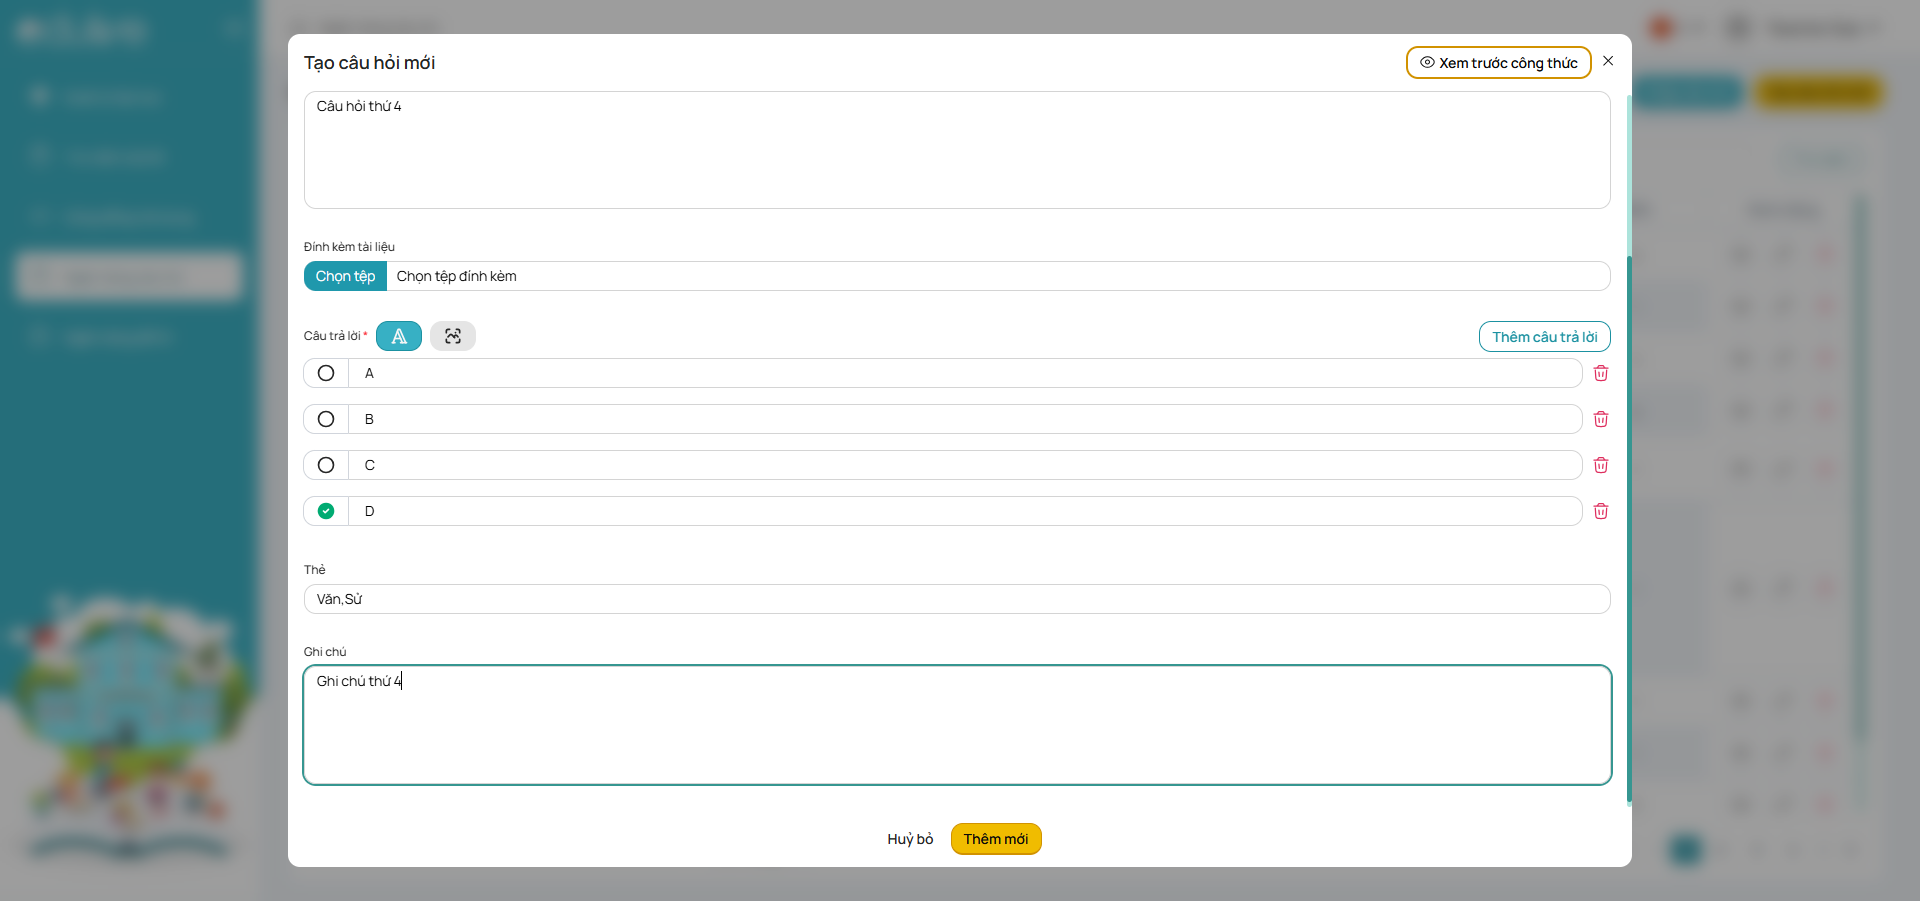 Tạo câu hỏi mới
Xem trước công thức
Câu hỏi thứ 4
Đính kèm tài liệu
Chọn tệp
Chọn tệp đính kèm
Câu trả lời *
Thêm câu trả lời
A
B
C
D
Thẻ
Văn,Sử
Ghi chú
Ghi chú thứ 4
Huỷ bỏ
Thêm mới